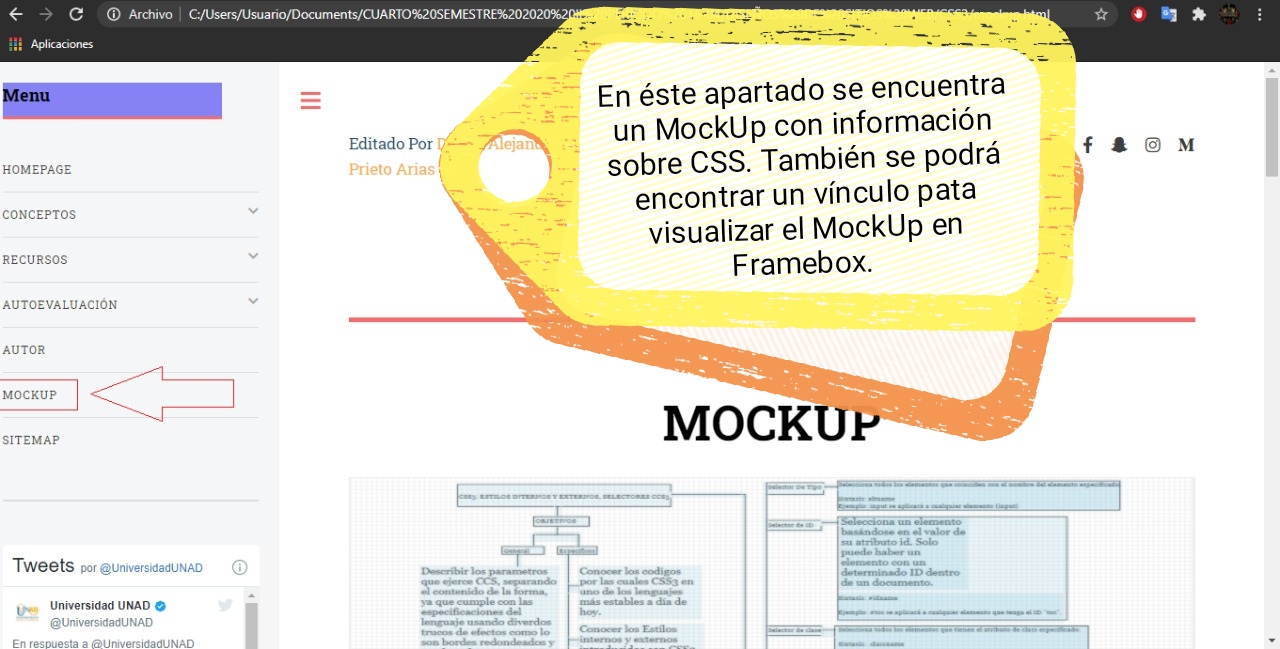 Archivo
C:/Users/Usuario/Documents/CUARTO%20SEMESTRE%202020%20II
Aplicaciones
Menu
HOMEPAGE
CONCEPTOS
RECURSOS
AUTOEVALUACIÓN
AUTOR
MOCKUP
SITEMAP
Tweets por @UniversidadUNAD
Universidad UNAD
@UniversidadUNAD
En respuesta a @UniversidadUNAD
Editado Por
Prieto Arias
En éste apartado se encuentra
un MockUp con información
sobre CSS. También se podrá
encontrar un vínculo pata
visualizar el MockUp en
Framebox.
MOCKUP
CSS3, ESTILOS INTERNOS Y EXTERNOS, SELECTORES CCS3
OBJETIVOS
General
Especificos
Describir los parametros
que ejerce CCS, separando
el contenido de la forma,
ya que cumple con las
especificaciones del
lenguaje usando diverdos
trucos de efectos como lo
son bordes redondeados y
Conocer los codigos
por las cuales CSS3 en
uno de los lenguajes
más estables a día de
hoy.
Conocer los Estilos
internos y externos
Selector De Tipo
Selecciona todos los elementos que coinciden con el nombre del elemento especificado
Sintaxis: eltname
Ejemplo: input se aplicará a cualquier elemento (input)
Selector de ID
Selecciona un elemento
basándose en el valor de
su atributo id. Solo
puede haber un
elemento con un
determinado ID dentro
de un documento.
Sintaxis: #idname
Ejemplo: #toc se aplicará a cualquier elemento que tenga el ID "toc".
Selector de clase
Selecciona todos los elementos que tienen el atributo de class especificado.
Sintaxis: .classname